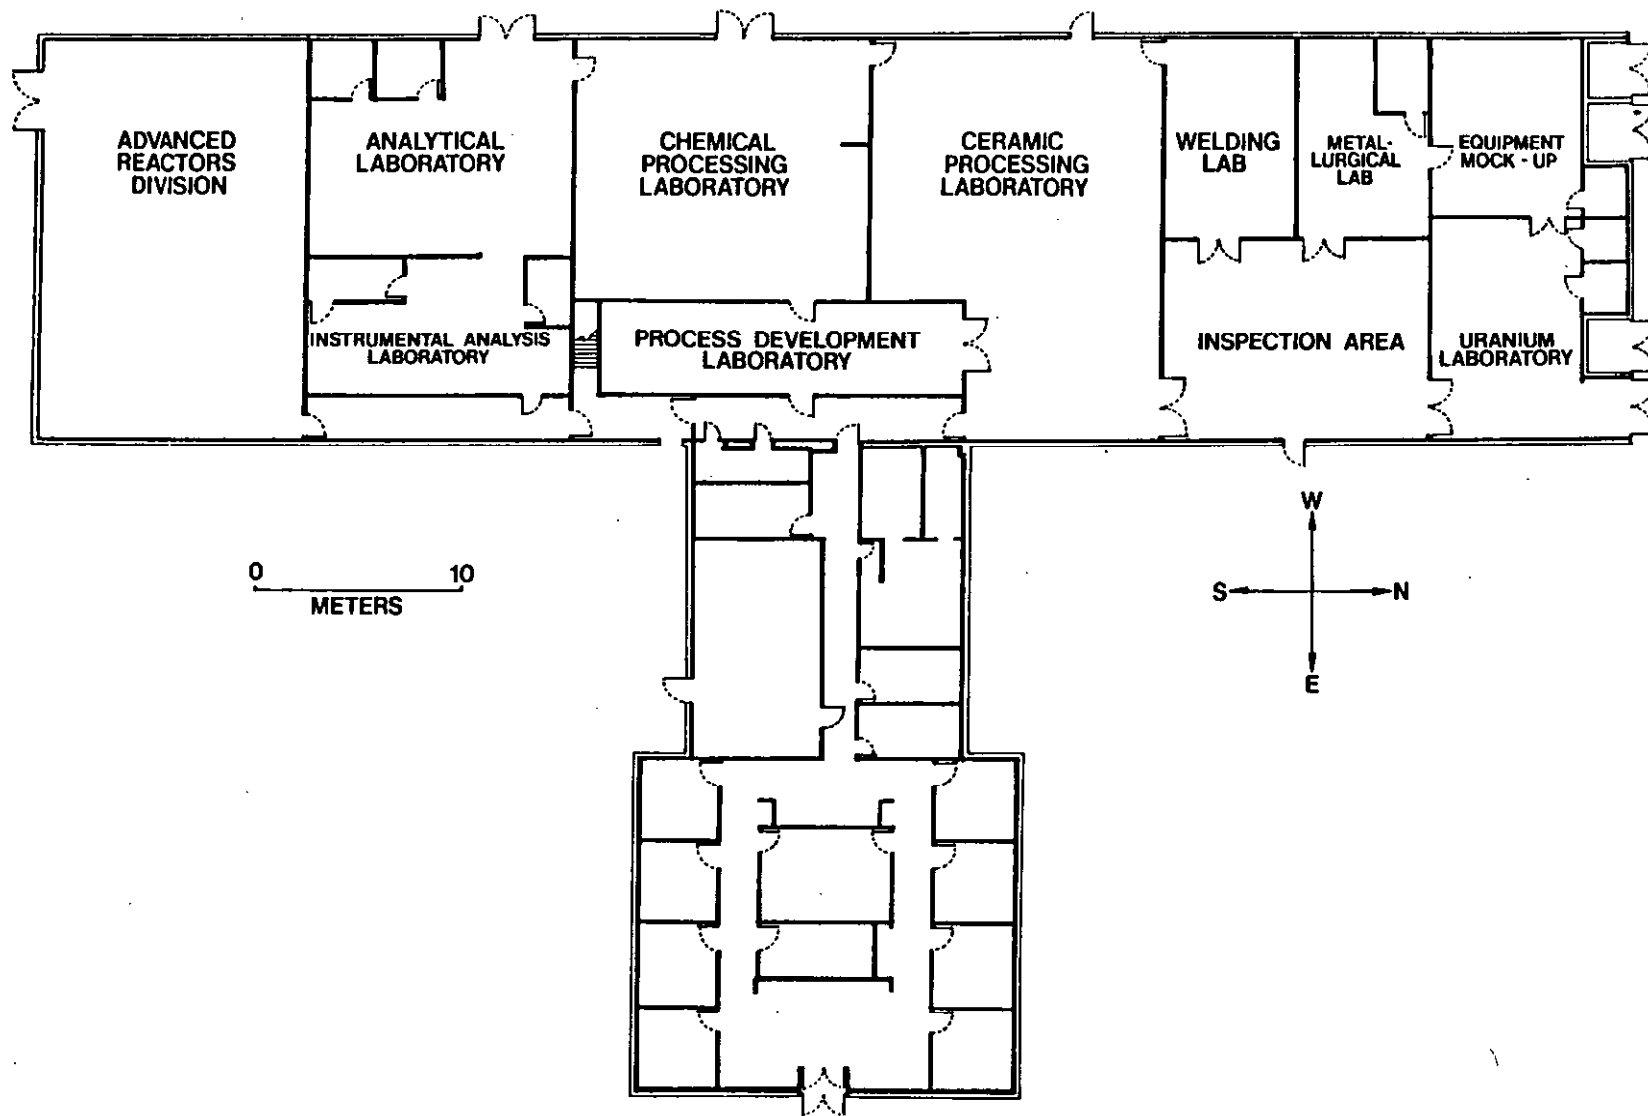 ADVANCED
REACTORS
DIVISION
ANALYTICAL
LABORATORY
CHEMICAL
PROCESSING
LABORATORY
CERAMIC
PROCESSING
LABORATORY
WELDING
LAB
METAL-
LURGICAL
LAB
EQUIPMENT
MOCK - UP
INSTRUMENTAL ANALYSIS
LABORATORY
PROCESS DEVELOPMENT
LABORATORY
INSPECTION AREA
URANIUM
LABORATORY
0 10
METERS
W
S N
E